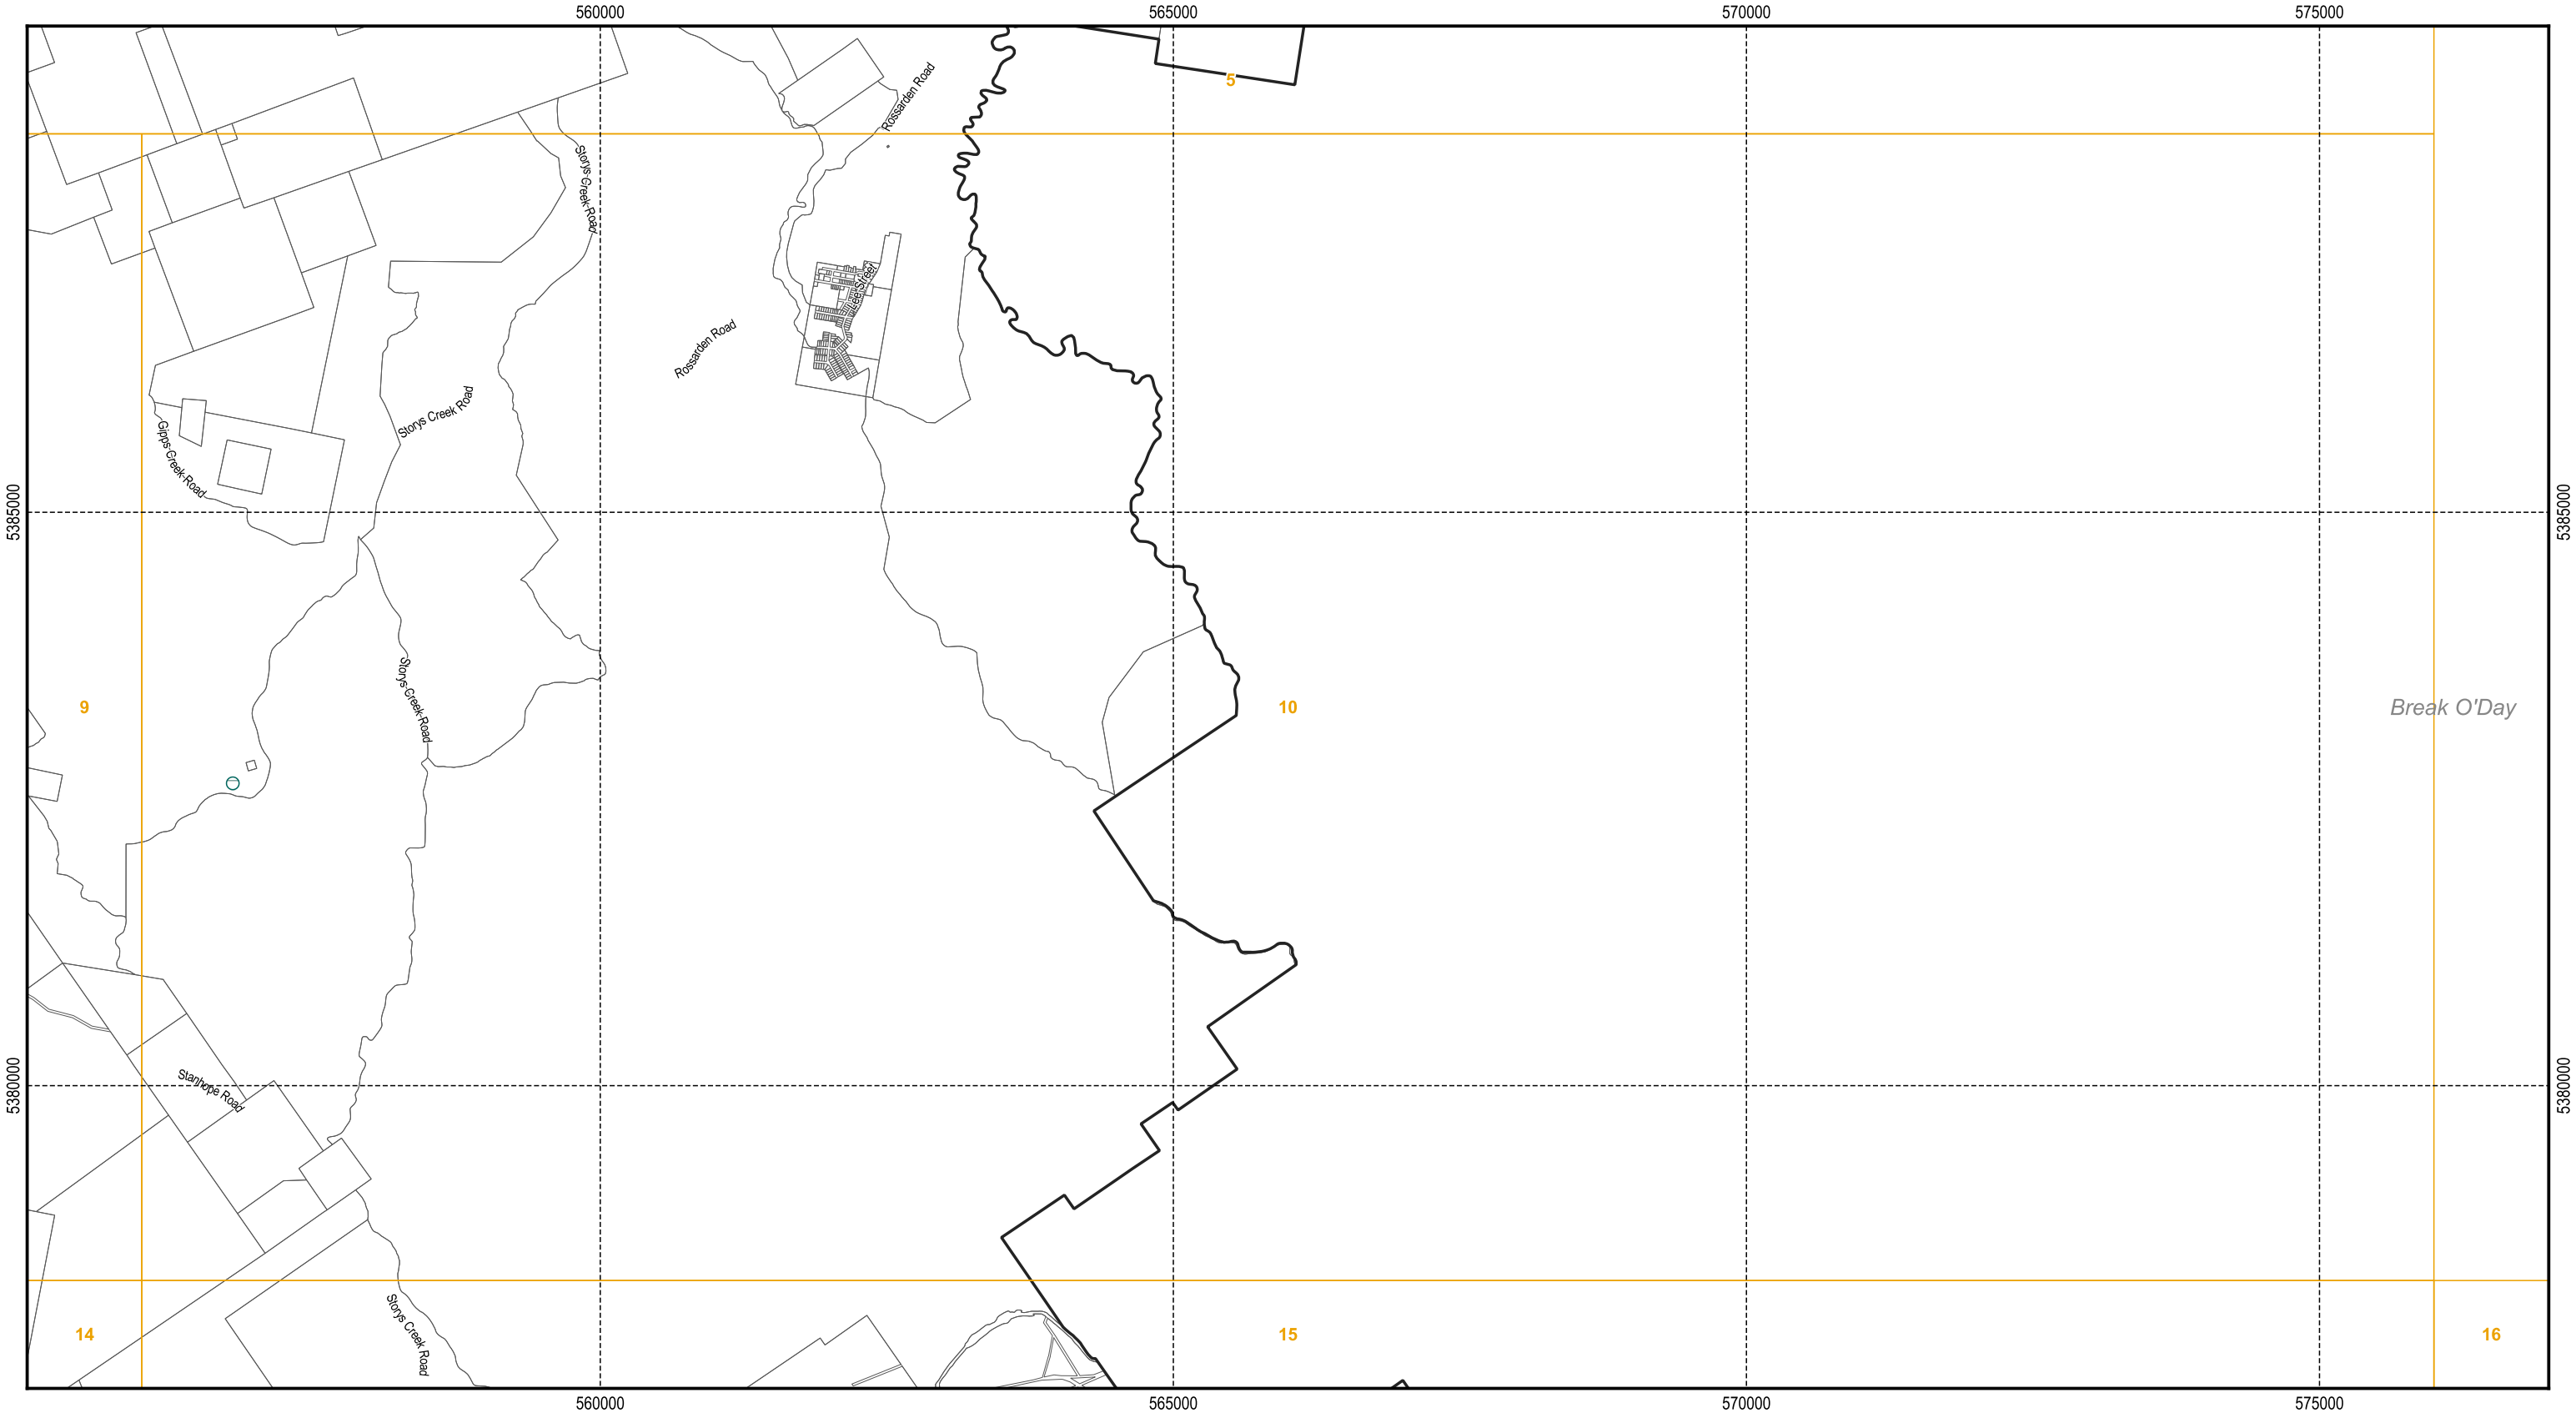 560000
565000
570000
575000
5
Rossarden Road
Storys Creek Road
Lee Street
Rossarden Road
Storys Creek Road
Gipps Creek Road
5385000
5385000
Storys Creek Road
9
10
Break O'Day
5380000
5380000
Stanhope Road
Storys Creek Road
14
15
16
560000
565000
570000
575000